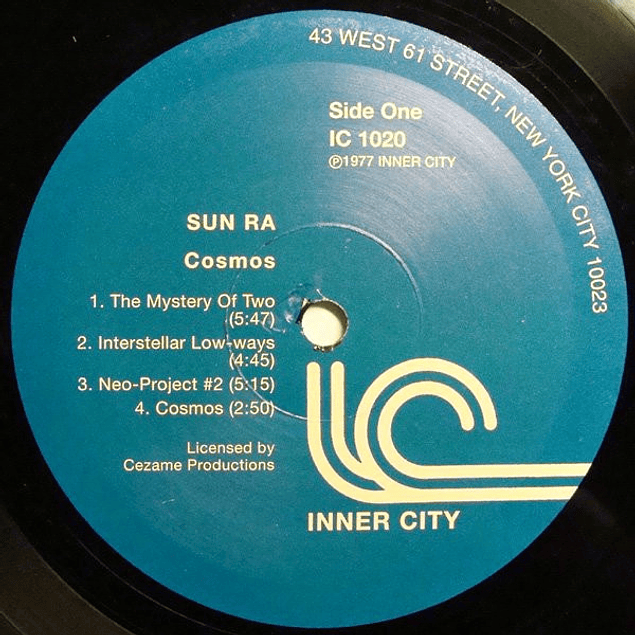 43 WEST 61 STREET, NEW YORK CITY 10023
Side One
IC 1020
℗1977 INNER CITY
SUN RA
Cosmos
1. The Mystery Of Two
(5:47)
2. Interstellar Low-ways
(4:45)
3. Neo-Project #2 (5:15)
4. Cosmos (2:50)
Licensed by
Cezame Productions
IC
INNER CITY